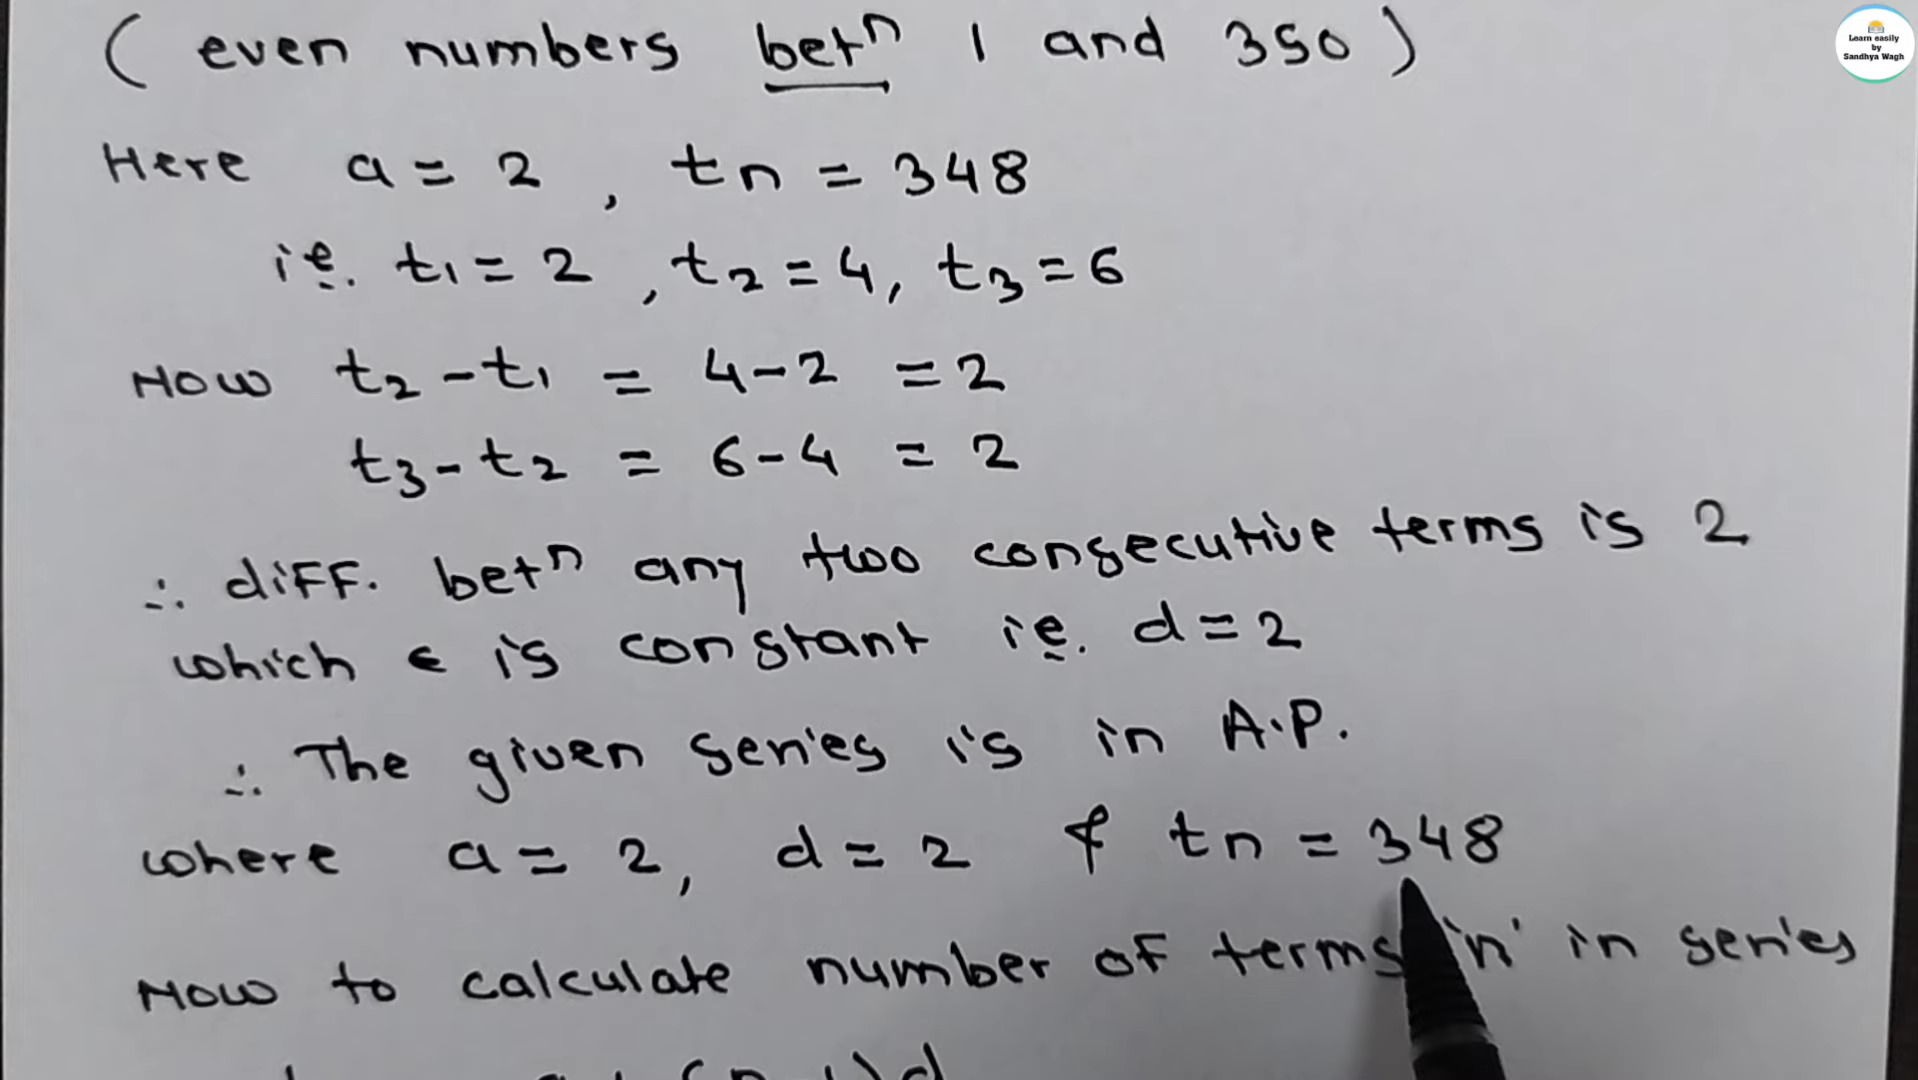 ( even numbers betⁿ 1 and 350 )
Learn easily
by
Sandhya Wagh
Here a = 2 , tn = 348
ie. t1 = 2 , t2 = 4, t3 = 6
Now t2 - t1 = 4 - 2 = 2
t3 - t2 = 6 - 4 = 2
∴ diff. betⁿ any two consecutive terms is 2
which is constant ie. d = 2
∴ The given series is in A.P.
where a = 2, d = 2 & tn = 348
Now to calculate number of terms 'n' in series